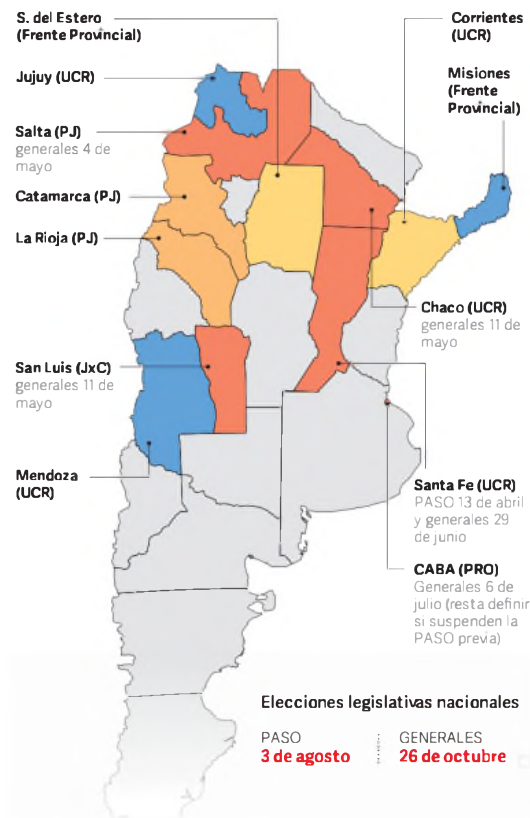 S. del Estero
(Frente Provincial)
Corrientes
(UCR)
Jujuy (UCR)
Misiones
(Frente
Provincial)
Salta (PJ)
generales 4 de
mayo
Catamarca (PJ)
La Rioja (PJ)
Chaco (UCR)
generales 11 de
mayo
San Luis (JxC)
generales 11 de
mayo
Mendoza
(UCR)
Santa Fe (UCR)
PASO 13 de abril
y generales 29
de junio
CABA (PRO)
Generales 6 de
julio (resta definir
si suspenden la
PASO previa)
Elecciones legislativas nacionales
PASO
3 de agosto
GENERALES
26 de octubre